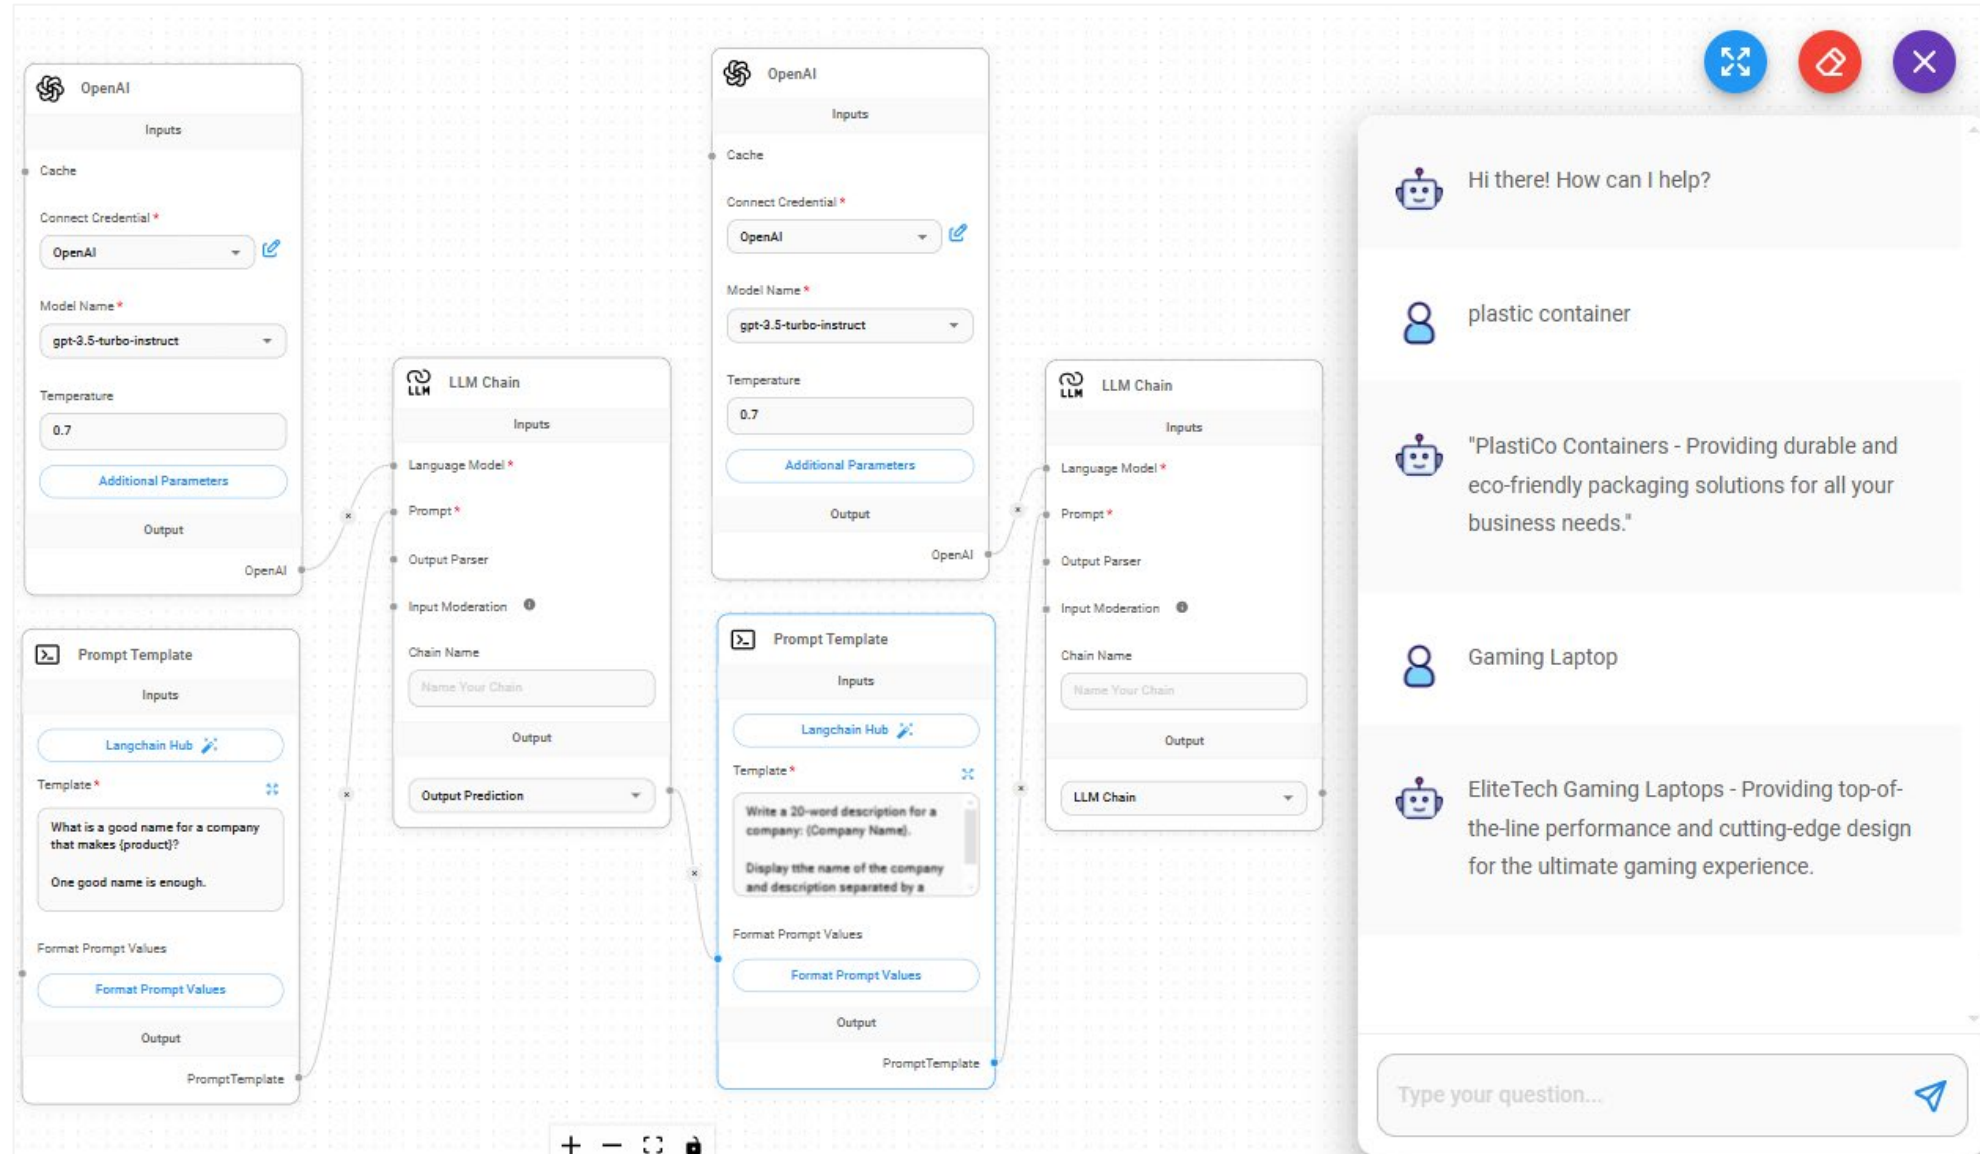 OpenAI
Inputs
Cache
Connect Credential *
OpenAI
Model Name *
gpt-3.5-turbo-instruct
Temperature
0.7
Additional Parameters
Output
OpenAI
Prompt Template
Inputs
Langchain Hub
Template *
What is a good name for a company
that makes {product}?
One good name is enough.
Format Prompt Values
Format Prompt Values
Output
PromptTemplate
LLM
LLM Chain
Inputs
Language Model *
Prompt *
Output Parser
Input Moderation
Chain Name
Name Your Chain
Output
Output Prediction
OpenAI
Inputs
Cache
Connect Credential *
OpenAI
Model Name *
gpt-3.5-turbo-instruct
Temperature
0.7
Additional Parameters
Output
OpenAI
Prompt Template
Inputs
Langchain Hub
Template *
Write a 20-word description for a
company: {Company Name}.
Display tthe name of the company
and description separated by a
Format Prompt Values
Format Prompt Values
Output
PromptTemplate
LLM
LLM Chain
Inputs
Language Model *
Prompt *
Output Parser
Input Moderation
Chain Name
Name Your Chain
Output
LLM Chain
Hi there! How can I help?
plastic container
"PlastiCo Containers - Providing durable and
eco-friendly packaging solutions for all your
business needs."
Gaming Laptop
EliteTech Gaming Laptops - Providing top-of-
the-line performance and cutting-edge design
for the ultimate gaming experience.
Type your question...